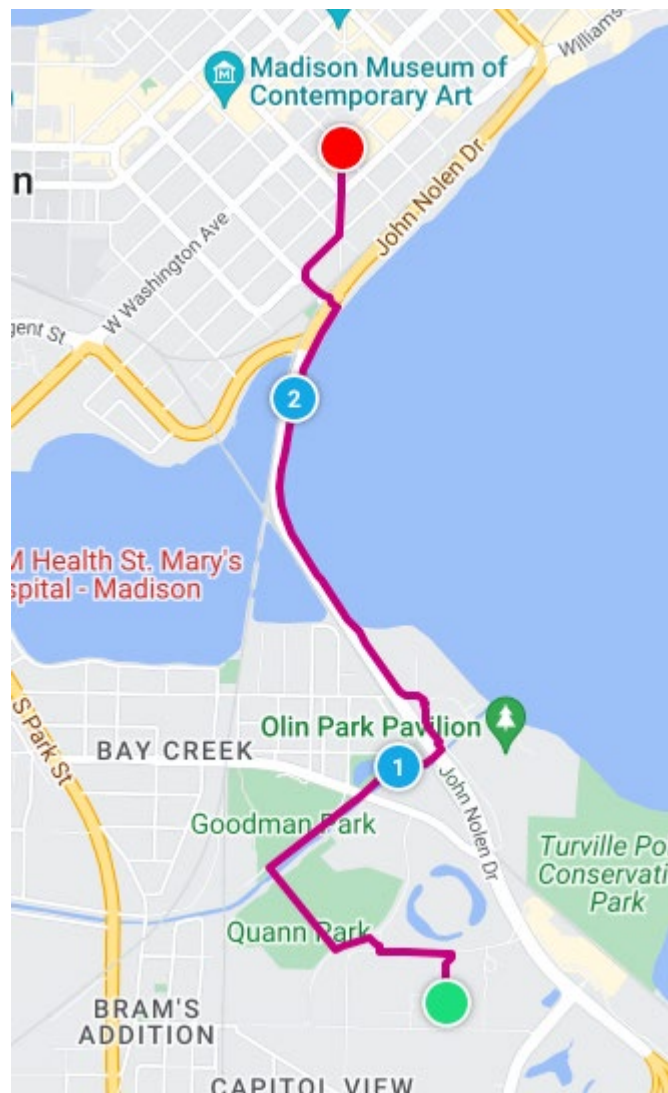 Madison Museum of
Contemporary Art
Williams
n
John Nolen Dr
W Washington Ave
gent St
2
M Health St. Mary's
spital - Madison
S Park St
Olin Park Pavilion
BAY CREEK
1
John Nolen Dr
Goodman Park
Turville Po
Conservati
Park
Quann Park
BRAM'S
ADDITION
CAPITOL VIEW